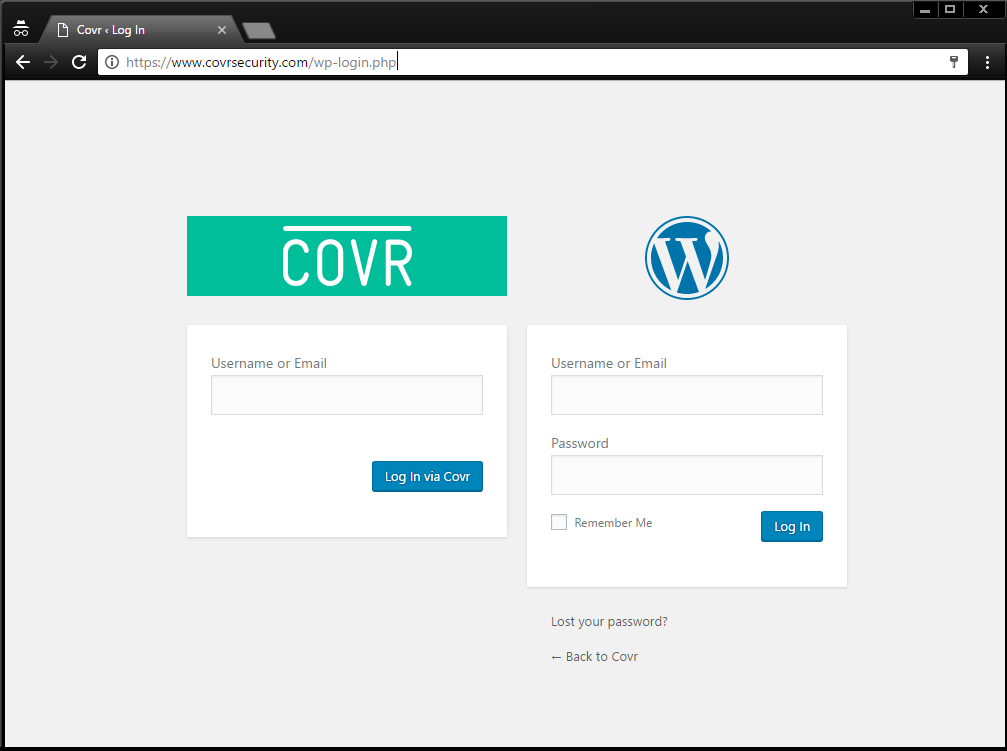 Covr ‹ Log In
https://www.covrsecurity.com/wp-login.php
COVR
W
Username or Email
Log In via Covr
Username or Email
Password
Remember Me
Log In
Lost your password?
← Back to Covr